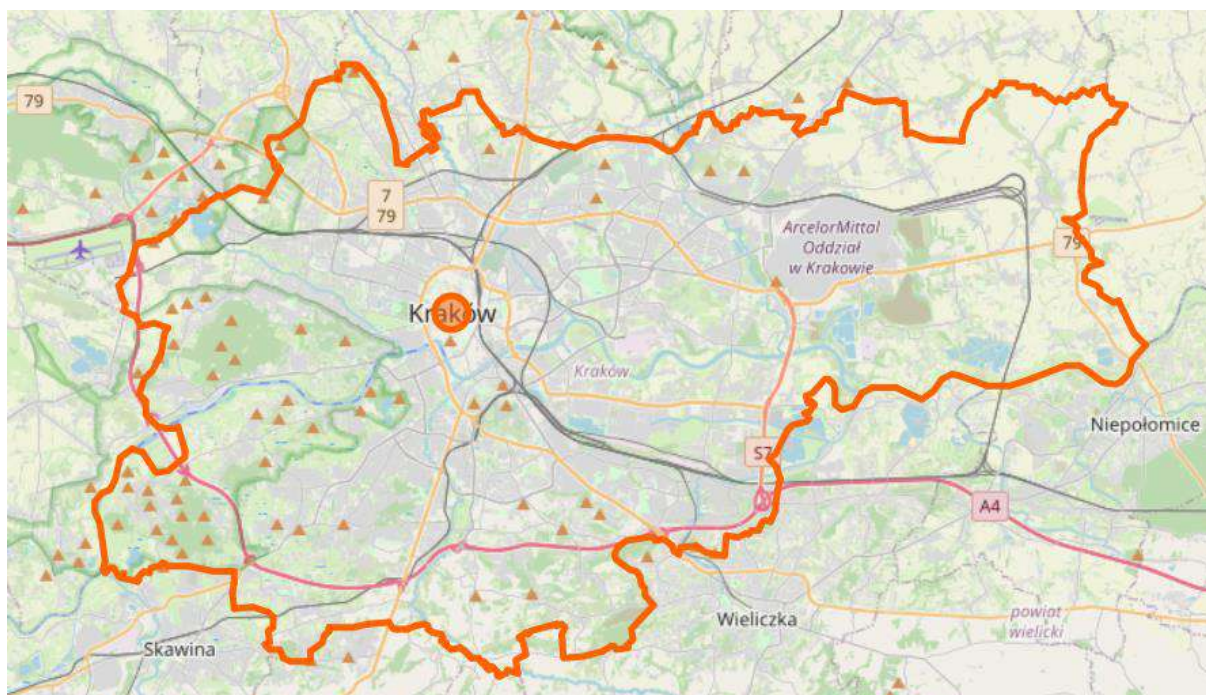 79
7
79
ArcelorMittal
Oddział
w Krakowie
79
Kraków
Kraków
Niepołomice
S7
A4
Wieliczka
powiat
wielicki
Skawina